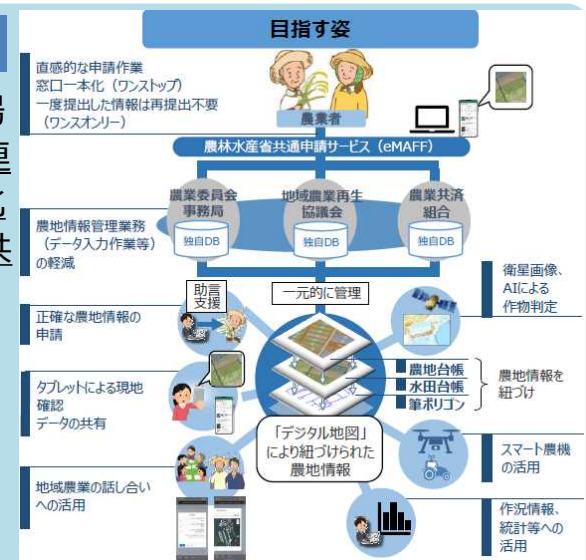 目指す姿
直感的な申請作業
窓口一本化（ワンストップ）
一度提出した情報は再提出不要
（ワンスオンリー）
農業者
農林水産省共通申請サービス（eMAFF）
農業委員会
事務局
独自DB
地域農業再生
協議会
独自DB
農業共済
組合
独自DB
農地情報管理業務
（データ入力作業等）
の軽減
助言
支援
一元的に管理
衛星画像、
AIによる
作物判定
正確な農地情報の
申請
農地台帳
水田台帳
筆ポリゴン
農地情報を
紐づけ
タブレットによる現地
確認
データの共有
「デジタル地図」
により紐づけられた
農地情報
スマート農機
の活用
地域農業の話し合い
への活用
作況情報、
統計等への
活用